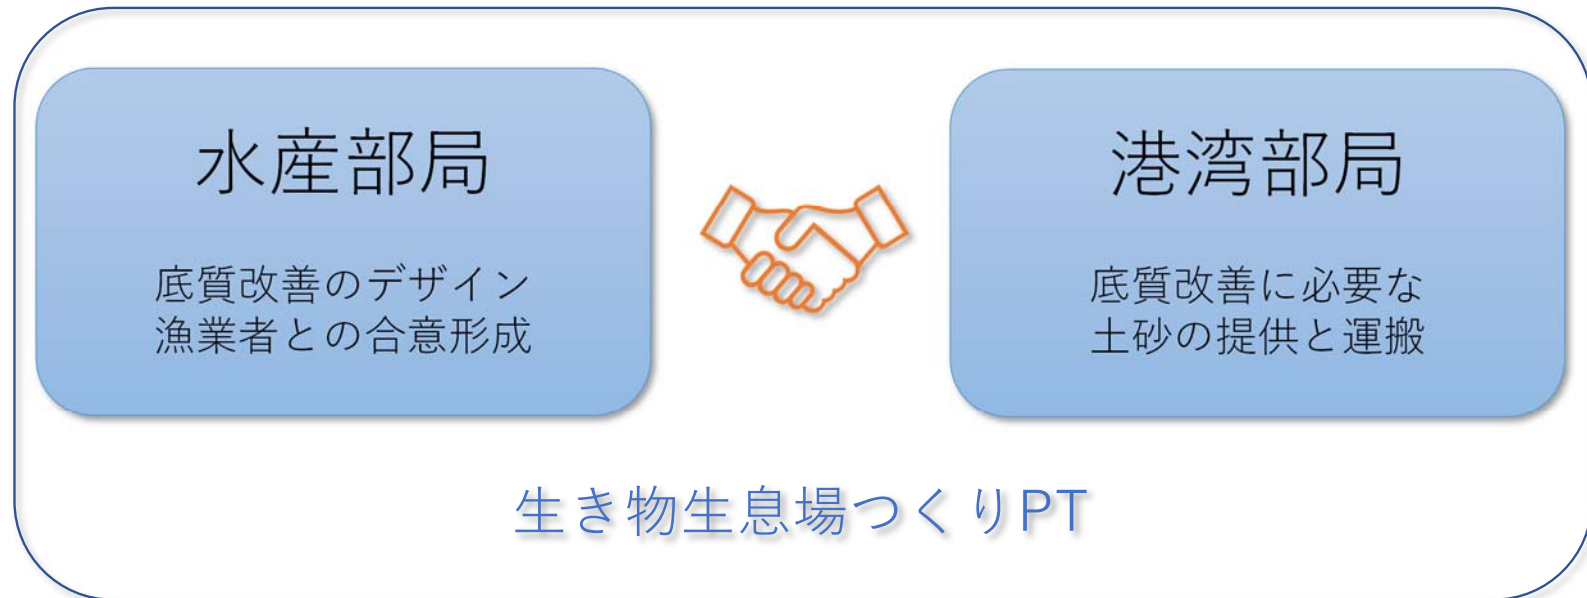 水産部局
底質改善のデザイン
漁業者との合意形成
港湾部局
底質改善に必要な
土砂の提供と運搬
生き物生息場つくりPT